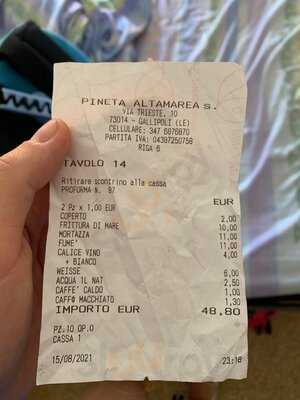 PINETA ALTAMAREA S.
VIA TRIESTE, 10
73014 - GALLIPOLI (LE)
CELLULARE: 347 6876870
PARTITA IVA: 04387250758
RIGA 6
TAVOLO 14
Ritirare scontrino alla cassa
PROFORMA N. 87
EUR
2 Pz x 1,00 EUR
COPERTO 2,00
FRITTURA DI MARE 10,00
MORTAZZA 11,00
FUME' 11,00
CALICE VINO 4,00
+ BIANCO
WEISSE 6,00
ACQUA 1L NAT 2,50
CAFFE' CALDO 1,00
CAFFè MACCHIATO 1,30
IMPORTO EUR 48,80
PZ.10 OP.0
CASSA 1
15/08/2021 23:18